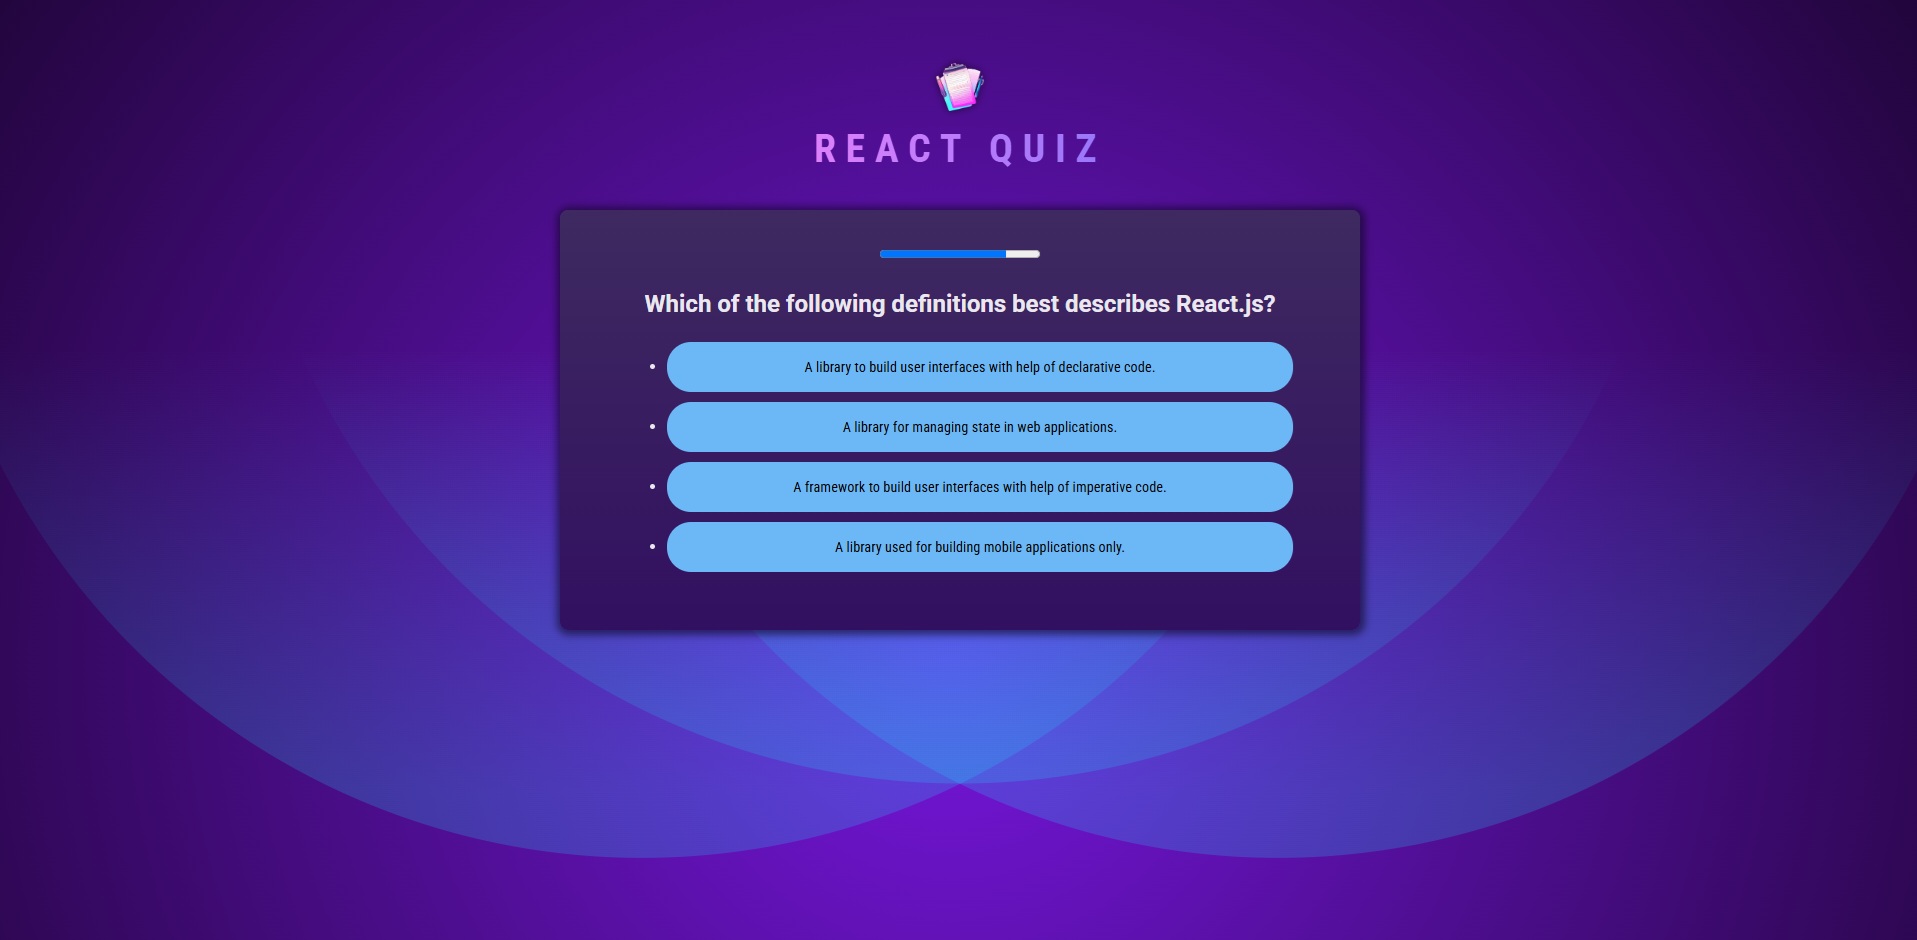 REACT QUIZ
Which of the following definitions best describes React.js?
A library to build user interfaces with help of declarative code.
A library for managing state in web applications.
A framework to build user interfaces with help of imperative code.
A library used for building mobile applications only.